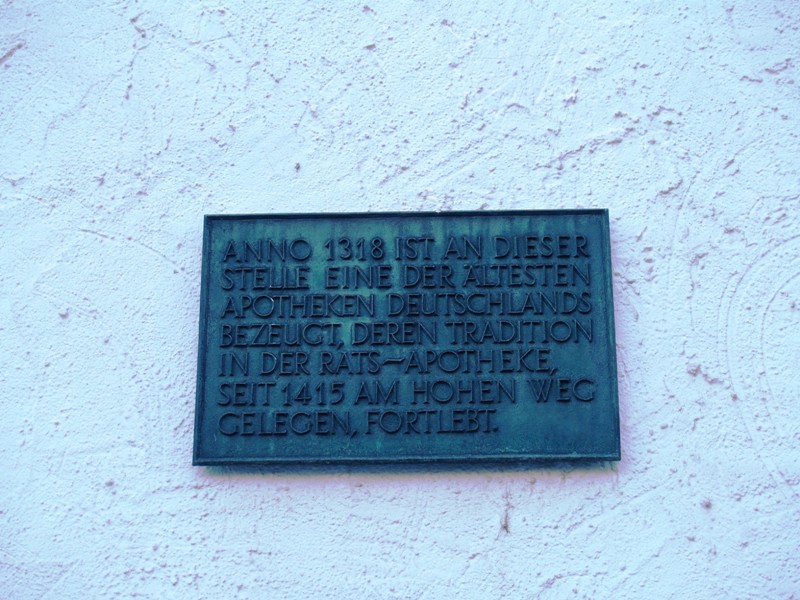 ANNO 1318 IST AN DIESER
STELLE EINE DER ÄLTESTEN
APOTHEKEN DEUTSCHLANDS
BEZEUGT, DEREN TRADITION
IN DER RATS-APOTHEKE,
SEIT 1415 AM HOHEN WEG
GELEGEN, FORTLEBT.